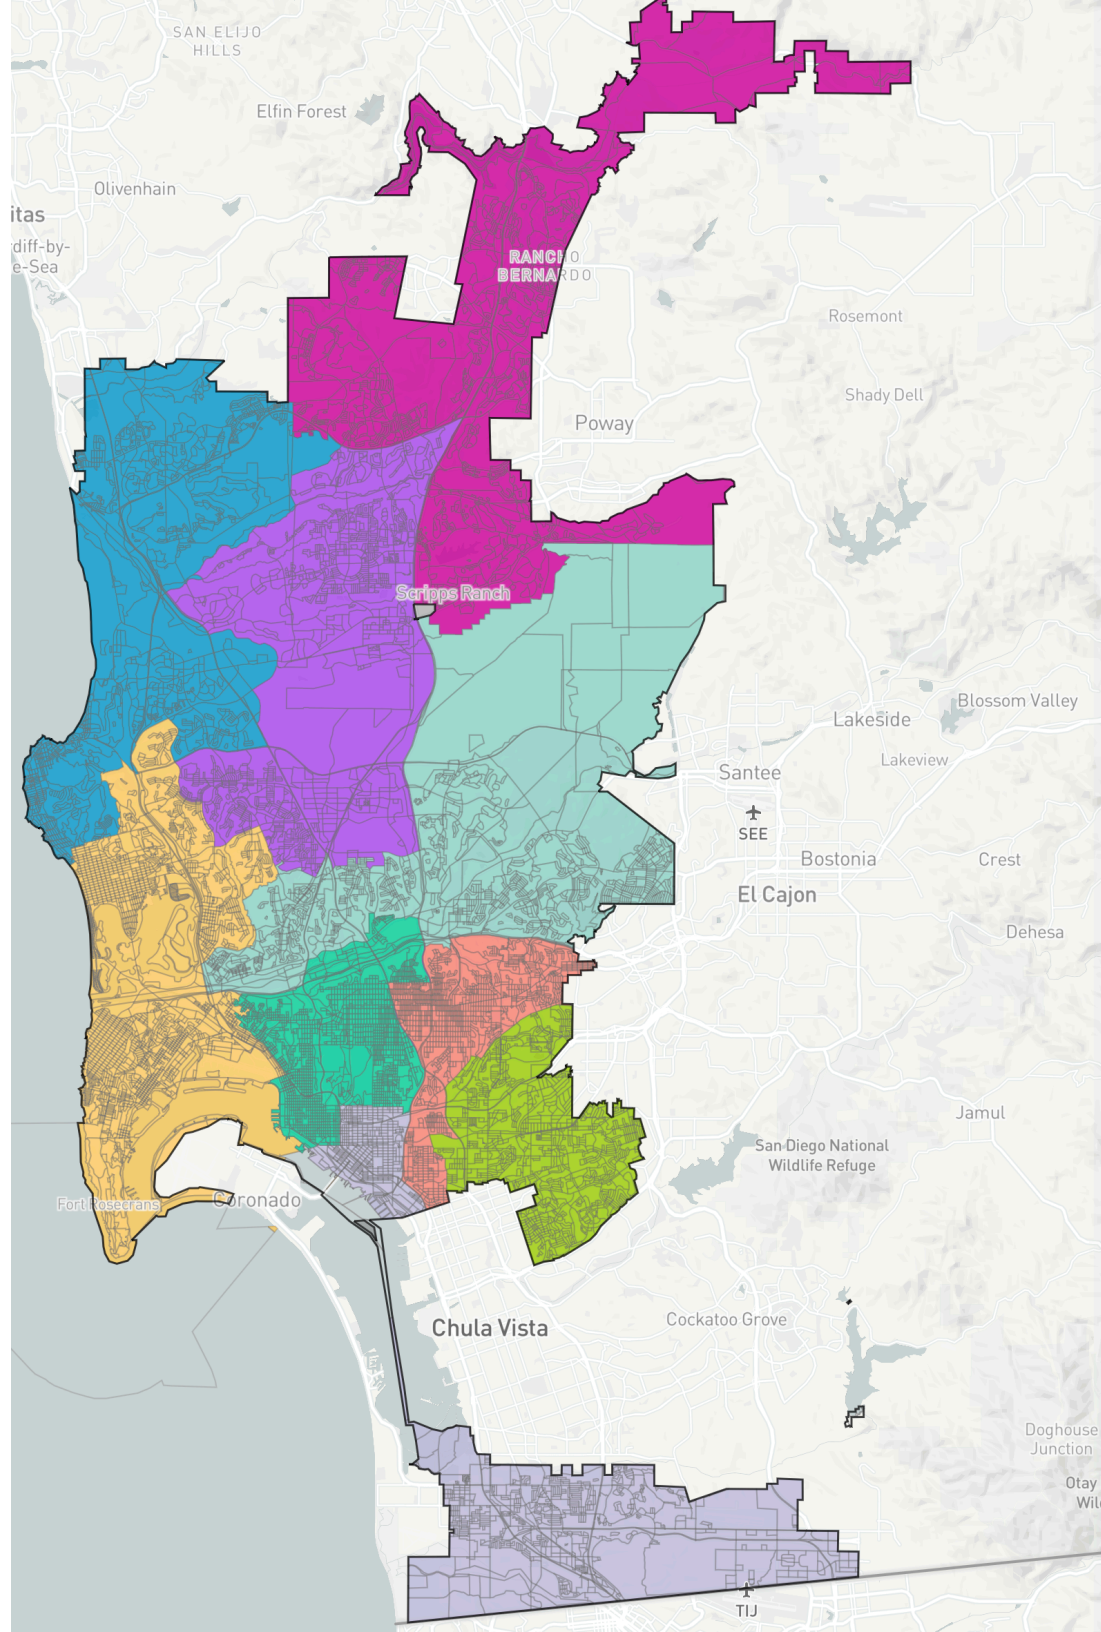 SAN ELIJO
HILLS
Elfin Forest
Olivenhain
itas
rdiff-by-
e-Sea
RANCHO
BERNARDO
Rosemont
Shady Dell
Poway
Scripps Ranch
Blossom Valley
Lakeside
Lakeview
Santee
SEE
Bostonia
Crest
El Cajon
Dehesa
Jamul
San Diego National
Wildlife Refuge
Fort Rosecrans
Coronado
Chula Vista
Cockatoo Grove
Doghouse
Junction
Otay
Wil
TIJ